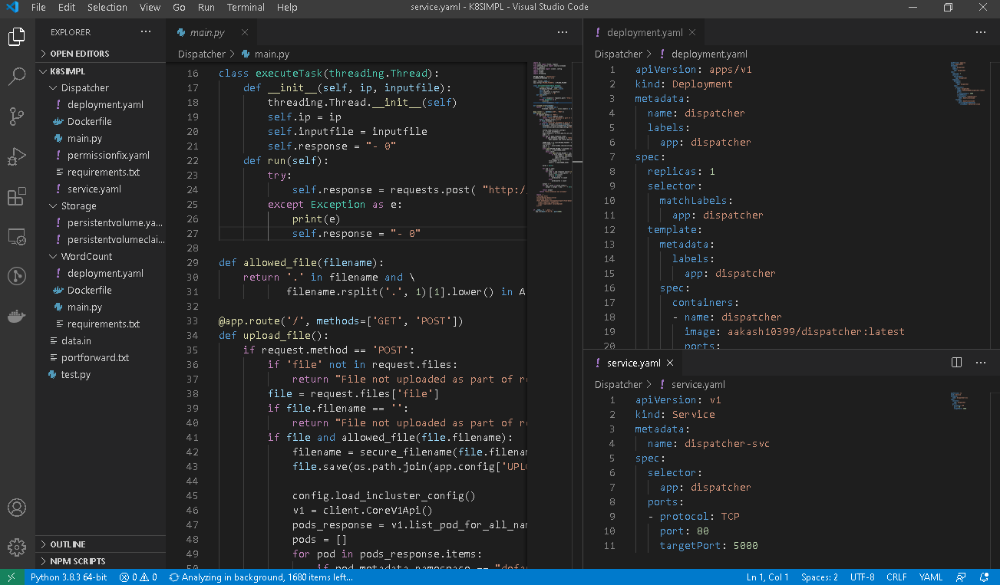 File Edit Selection View Go Run Terminal Help
service.yaml - K8SIMPL - Visual Studio Code
EXPLORER
OPEN EDITORS
K8SIMPL
Dispatcher
deployment.yaml
Dockerfile
main.py
permissionfix.yaml
requirements.txt
service.yaml
Storage
persistentvolume.ya...
persistentvolumeclai...
WordCount
deployment.yaml
Dockerfile
main.py
requirements.txt
data.in
portforward.txt
test.py
OUTLINE
NPM SCRIPTS
main.py
Dispatcher > main.py
16 class executeTask(threading.Thread):
17 def __init__(self, ip, inputfile):
18 threading.Thread.__init__(self)
19 self.ip = ip
20 self.inputfile = inputfile
21 self.response = "- 0"
22 def run(self):
23 try:
24 self.response = requests.post( "http:/
25 except Exception as e:
26 print(e)
27 self.response = "- 0"
28
29 def allowed_file(filename):
30 return '.' in filename and \
31 filename.rsplit('.', 1)[1].lower() in A
32
33 @app.route('/', methods=['GET', 'POST'])
34 def upload_file():
35 if request.method == 'POST':
36 if 'file' not in request.files:
37 return "File not uploaded as part of r
38 file = request.files['file']
39 if file.filename == '':
40 return "File not uploaded as part of r
41 if file and allowed_file(file.filename):
42 filename = secure_filename(file.filena
43 file.save(os.path.join(app.config['UPL
44
45 config.load_incluster_config()
46 v1 = client.CoreV1Api()
47 pods_response = v1.list_pod_for_all_na
48 pods = []
49 for pod in pods_response.items:
50 if pod.metadata.namespace == "defa
deployment.yaml
Dispatcher > deployment.yaml
1 apiVersion: apps/v1
2 kind: Deployment
3 metadata:
4 name: dispatcher
5 labels:
6 app: dispatcher
7 spec:
8 replicas: 1
9 selector:
10 matchLabels:
11 app: dispatcher
12 template:
13 metadata:
14 labels:
15 app: dispatcher
16 spec:
17 containers:
18 - name: dispatcher
19 image: aakash10399/dispatcher:latest
20 ports:
service.yaml
Dispatcher > service.yaml
1 apiVersion: v1
2 kind: Service
3 metadata:
4 name: dispatcher-svc
5 spec:
6 selector:
7 app: dispatcher
8 ports:
9 - protocol: TCP
10 port: 80
11 targetPort: 5000
Python 3.8.3 64-bit 0 0 Analyzing in background, 1680 items left... Ln 1, Col 1 Spaces: 2 UTF-8 CRLF YAML